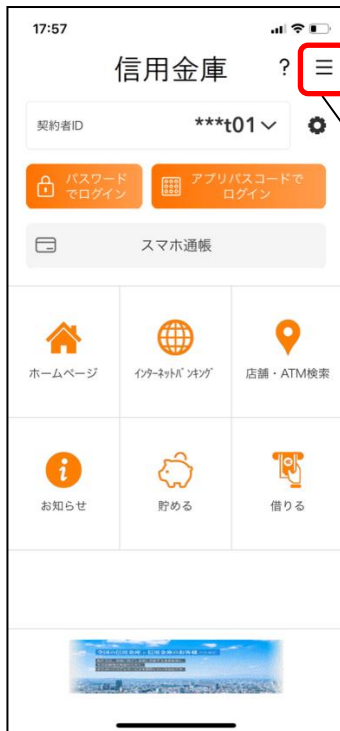 17:57
信用金庫 ?
契約者ID ***t01
パスワード
でログイン
アプリパスコードで
ログイン
スマホ通帳
ホームページ
インターネットバンキング
店舗・ATM検索
お知らせ
貯める
借りる